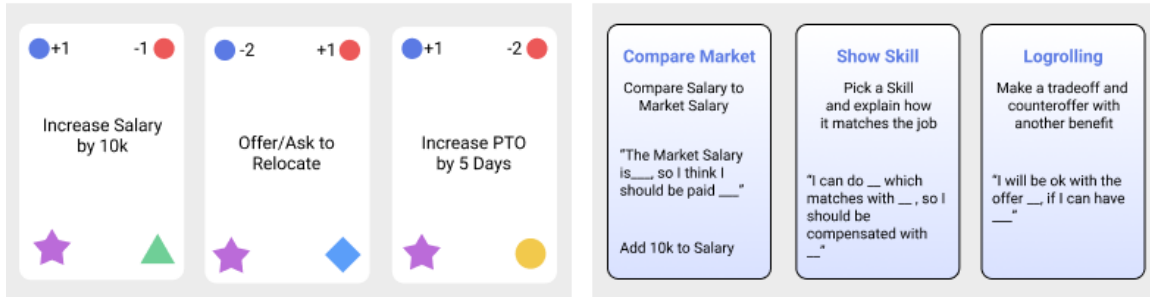 +1 -1
Increase Salary
by 10k
-2 +1
Offer/Ask to
Relocate
+1 -2
Increase PTO
by 5 Days
Compare Market
Compare Salary to
Market Salary
“The Market Salary
is___, so I think I
should be paid ___”
Add 10k to Salary
Show Skill
Pick a Skill
and explain how
it matches the job
“I can do __ which
matches with __ , so I
should be
compensated with
__”
Logrolling
Make a tradeoff and
counteroffer with
another benefit
“I will be ok with the
offer __, if I can have
___”